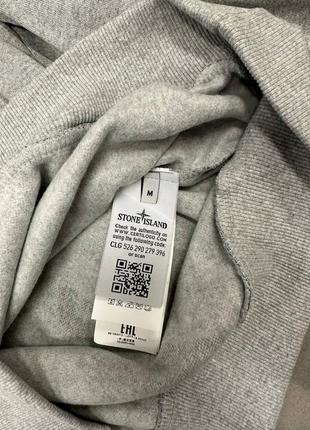 M
STONE ISLAND
Check the authenticity on
WWW.CERTILOGO.COM
using the following code:
CLG 526 290 279 396
or scan